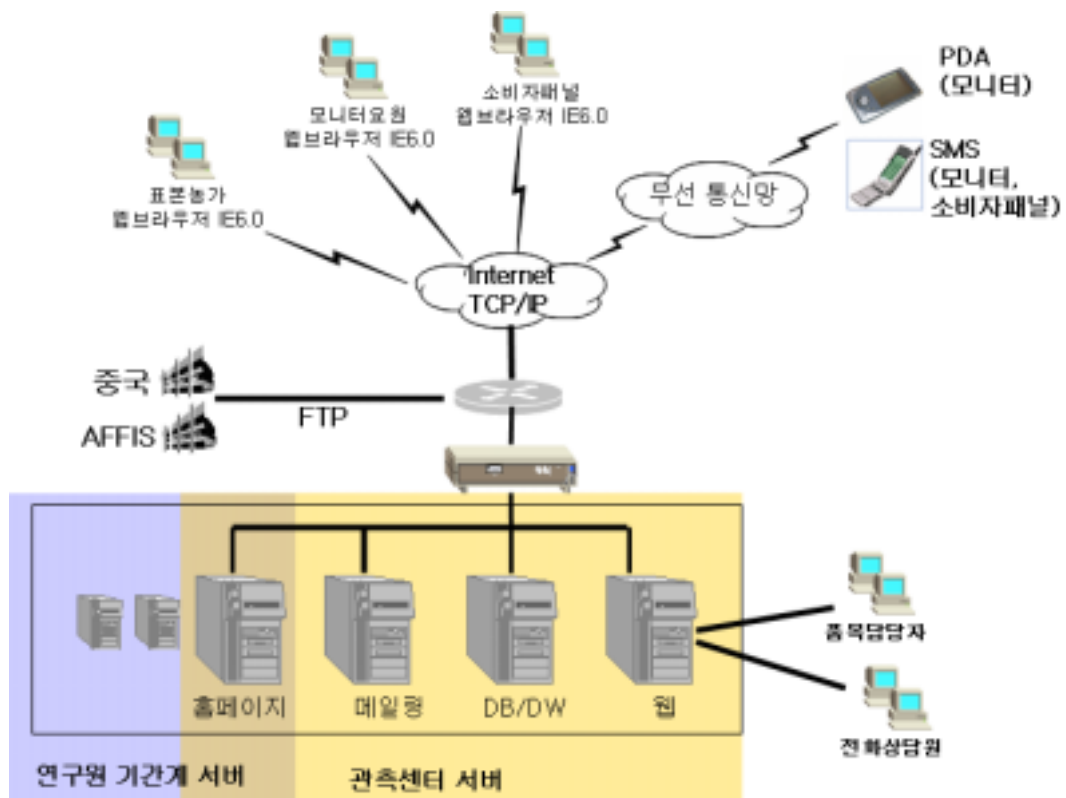 PDA
(모니터)
소비자패널
웹브라우저 IE6.0
모니터요원
웹브라우저 IE6.0
SMS
(모니터,
소비자패널)
표본농가
웹브라우저 IE6.0
무선 통신망
Internet
TCP/IP
중국
FTP
AFFIS
품목담당자
홈페이지
메일링
DB/DW
웹
전화상담원
연구원 기간계 서버
관측센터 서버